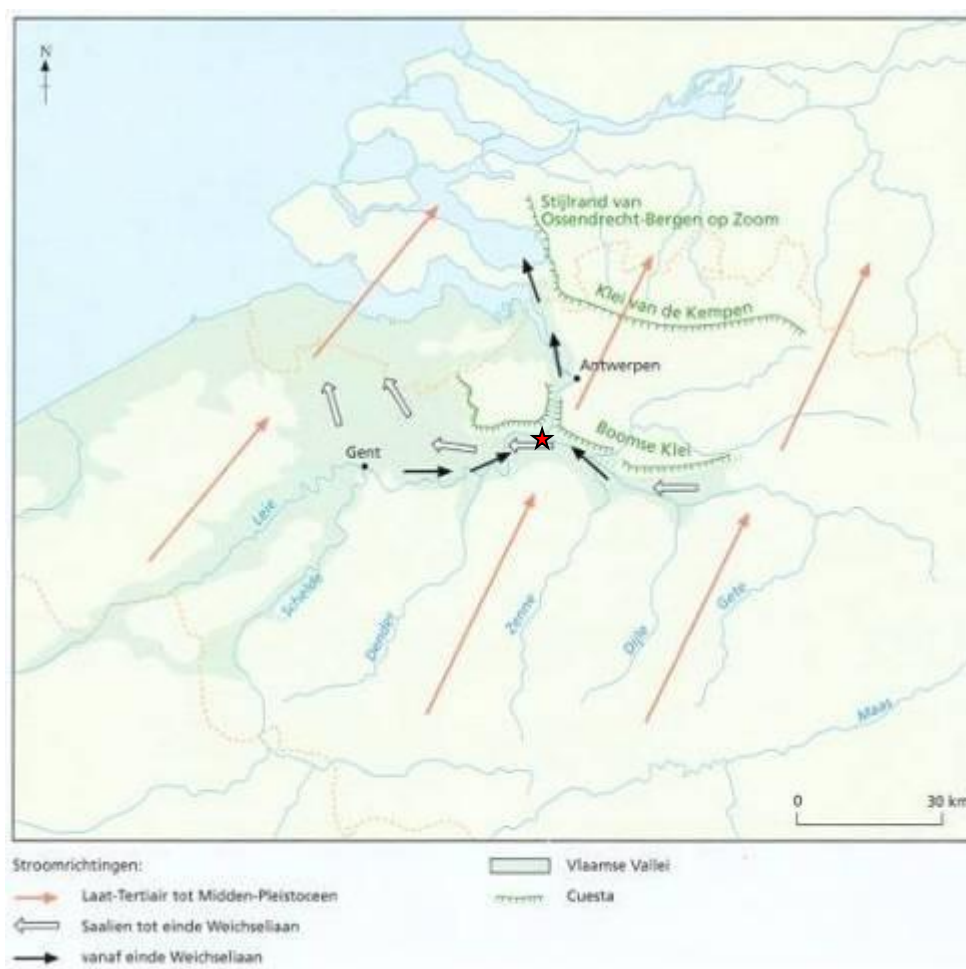 N
Stijlrand van
Ossendrecht-Bergen op Zoom
Klei van de Kempen
Antwerpen
Boomse Klei
Gent
Leie
Schelde
Dender
Zenne
Dijle
Gete
Maas
0 30 km
Stroomrichtingen:
Laat-Tertiair tot Midden-Pleistoceen
Saalien tot einde Weichseliaan
vanaf einde Weichseliaan
Vlaamse Vallei
Cuesta